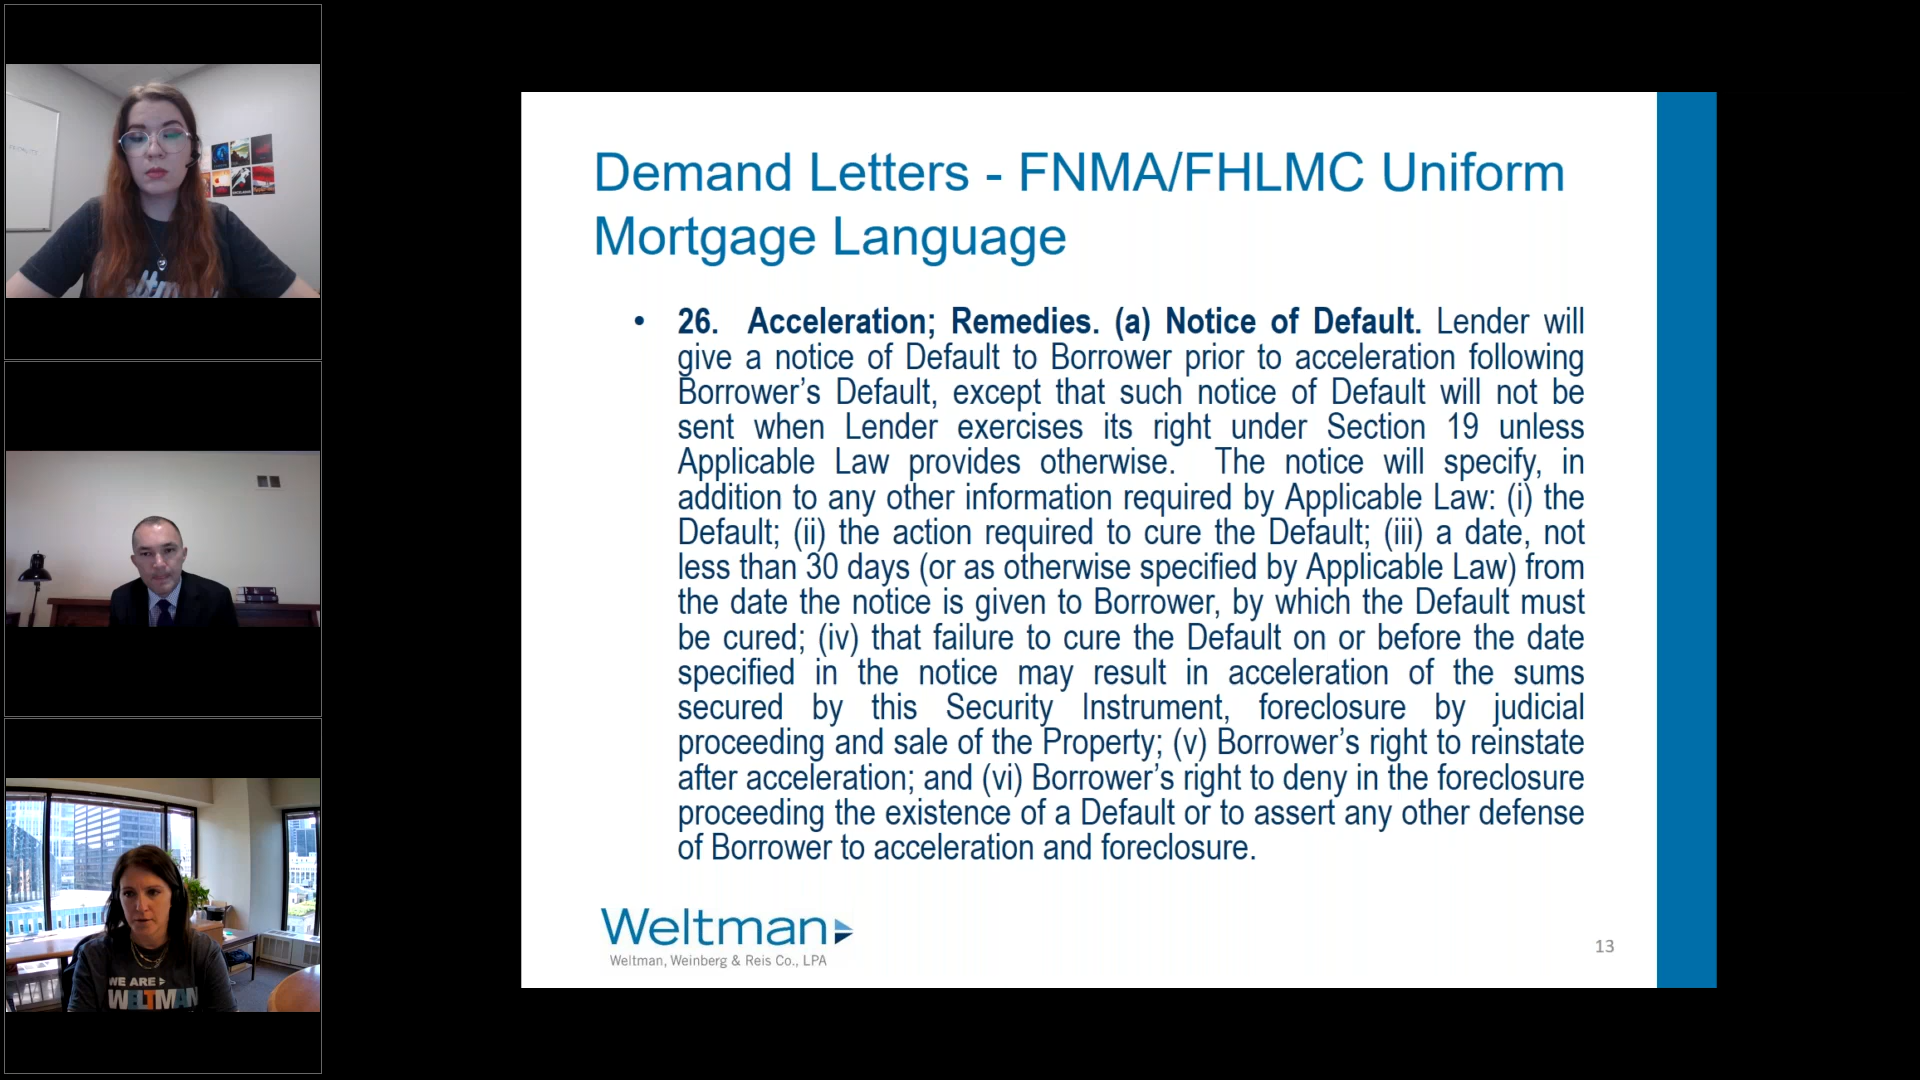 Demand Letters - FNMA/FHLMC Uniform
Mortgage Language
• 26. Acceleration; Remedies. (a) Notice of Default. Lender will
give a notice of Default to Borrower prior to acceleration following
Borrower’s Default, except that such notice of Default will not be
sent when Lender exercises its right under Section 19 unless
Applicable Law provides otherwise. The notice will specify, in
addition to any other information required by Applicable Law: (i) the
Default; (ii) the action required to cure the Default; (iii) a date, not
less than 30 days (or as otherwise specified by Applicable Law) from
the date the notice is given to Borrower, by which the Default must
be cured; (iv) that failure to cure the Default on or before the date
specified in the notice may result in acceleration of the sums
secured by this Security Instrument, foreclosure by judicial
proceeding and sale of the Property; (v) Borrower’s right to reinstate
after acceleration; and (vi) Borrower’s right to deny in the foreclosure
proceeding the existence of a Default or to assert any other defense
of Borrower to acceleration and foreclosure.
Weltman
Weltman, Weinberg & Reis Co., LPA
13
WE ARE
WELTMAN